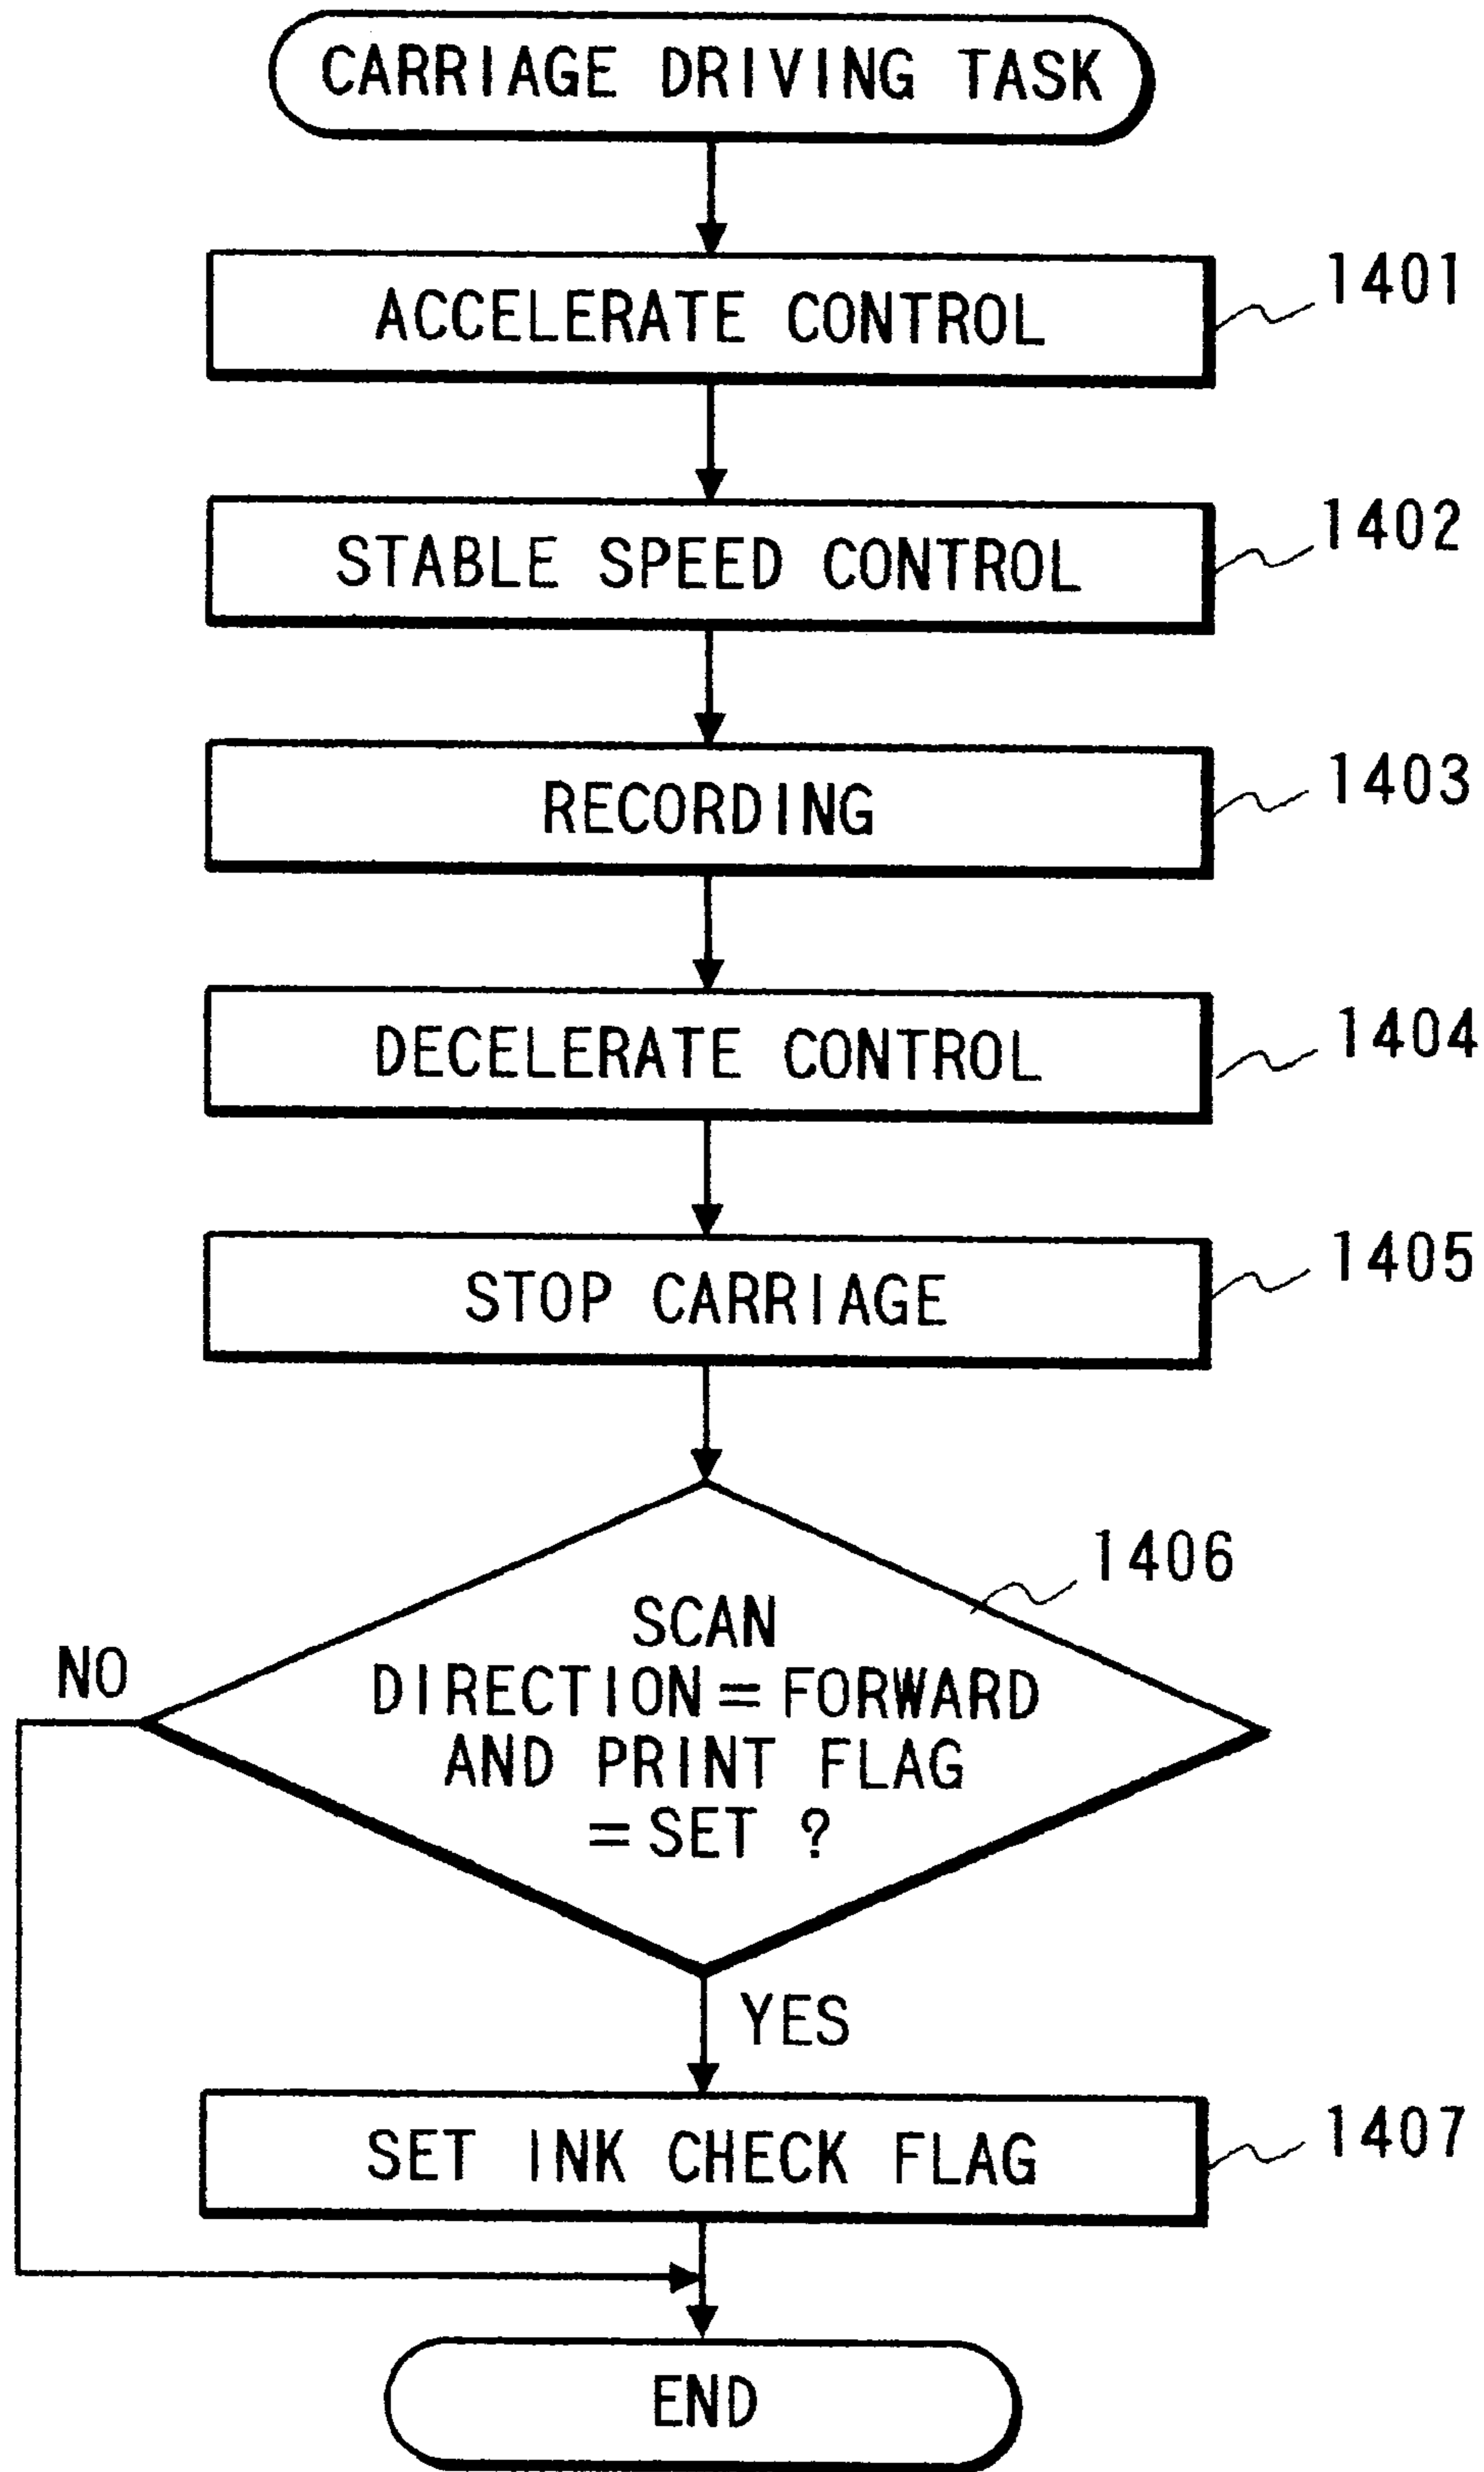 CARRIAGE DRIVING TASK
ACCELERATE CONTROL
1401
STABLE SPEED CONTROL
1402
RECORDING
1403
DECELERATE CONTROL
1404
STOP CARRIAGE
1405
1406
SCAN
DIRECTION = FORWARD
AND PRINT FLAG
= SET ?
NO
YES
SET INK CHECK FLAG
1407
END